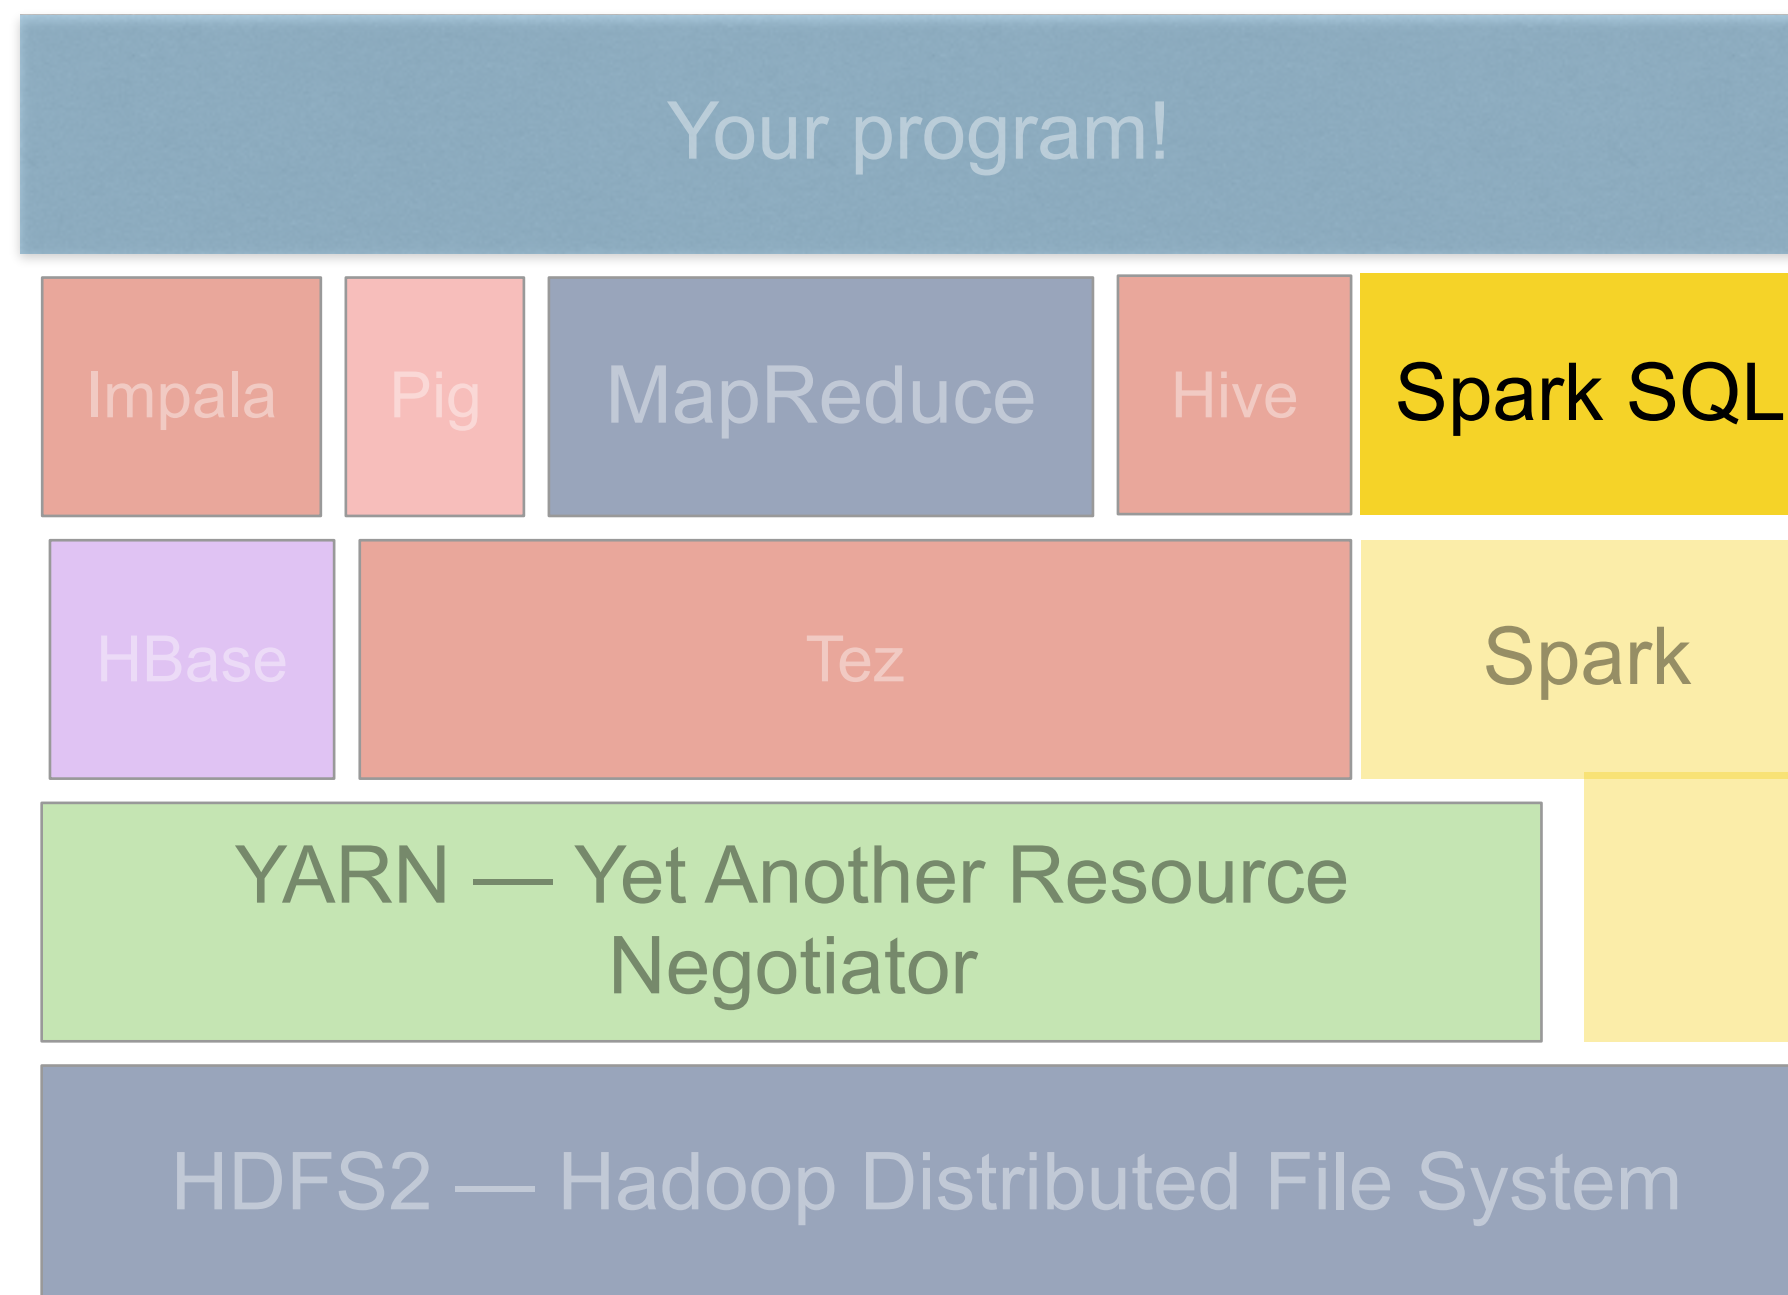 Your program!
Impala
Pig
MapReduce
Hive
Spark SQL
HBase
Tez
Spark
YARN — Yet Another Resource
Negotiator
HDFS2 — Hadoop Distributed File System